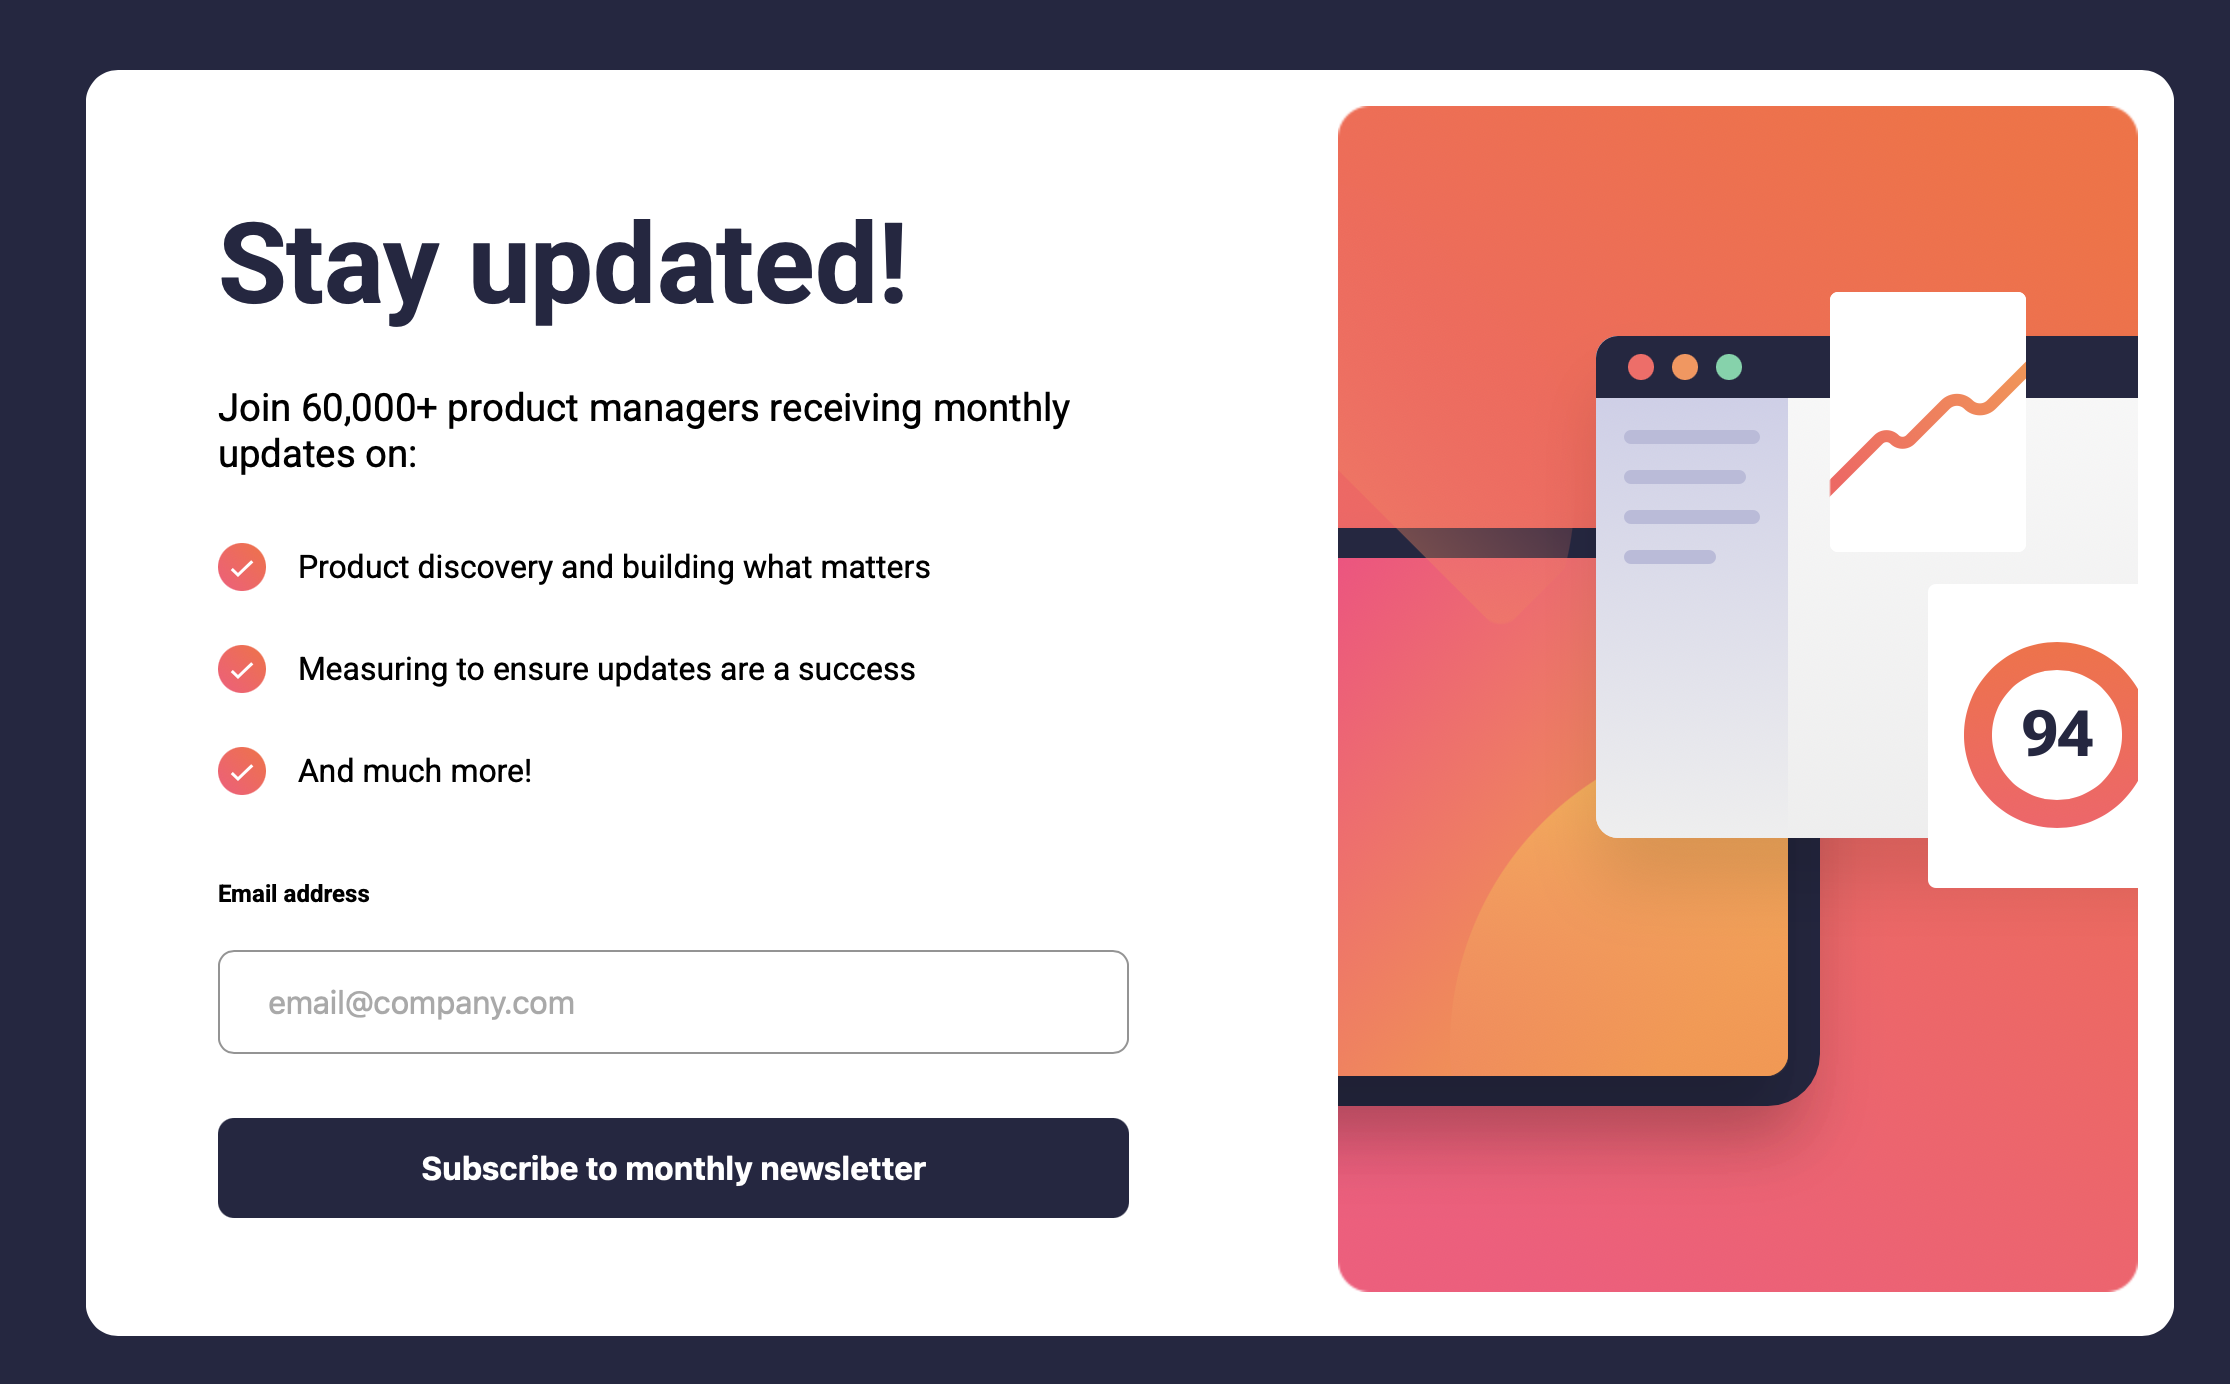 Stay updated!
Join 60,000+ product managers receiving monthly
updates on:
Product discovery and building what matters
Measuring to ensure updates are a success
And much more!
Email address
email@company.com
Subscribe to monthly newsletter
94